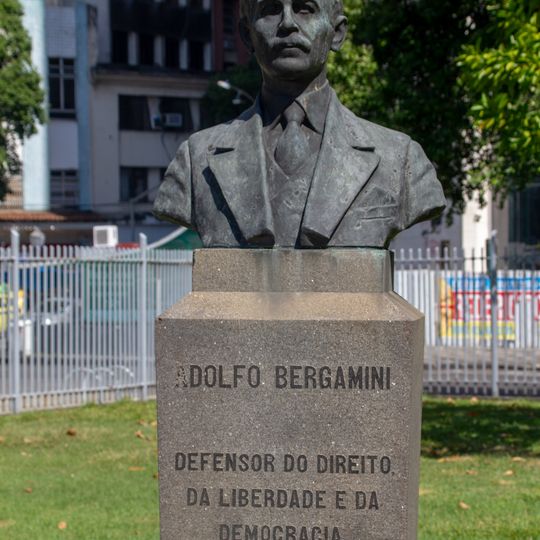 ADOLFO BERGAMINI
DEFENSOR DO DIREITO,
DA LIBERDADE E DA
DEMOCRACIA